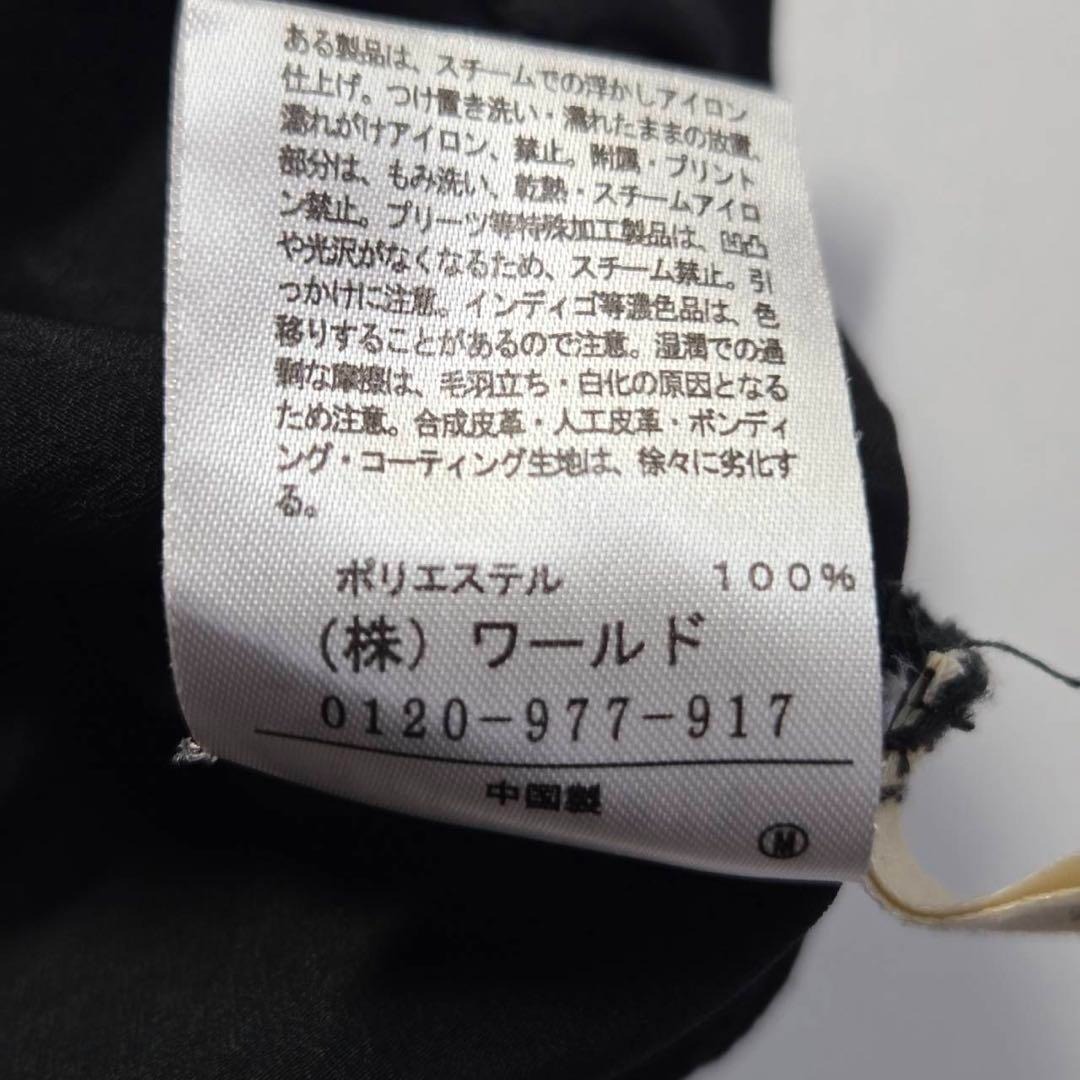 ある製品は、スチームでの浮かしアイロン
仕上げ。つけ置き洗い・濡れたままの放置、
濡れがけアイロン、禁止。附属・プリント
部分は、もみ洗い、乾熱・スチームアイロ
ン禁止。プリーツ等特殊加工製品は、凹凸
や光沢がなくなるため、スチーム禁止。引
っかけに注意。インディゴ等濃色品は、色
移りすることがあるので注意。湿潤での過
剰な摩擦は、毛羽立ち・白化の原因となる
ため注意。合成皮革・人工皮革・ボンディ
ング・コーティング生地は、徐々に劣化す
る。
ポリエステル 100%
(株) ワールド
0120-977-917
中国製
Ⓜ